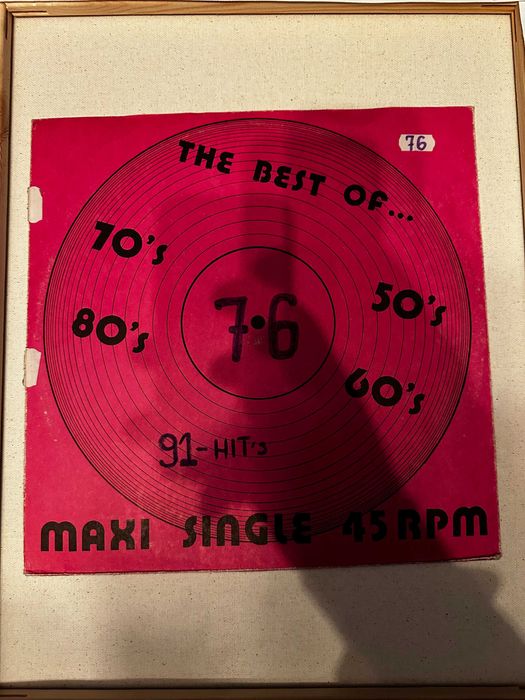 76
THE BEST OF...
70's
50's
80's
7•6
60's
91-HIT's
MAXI SINGLE 45 RPM